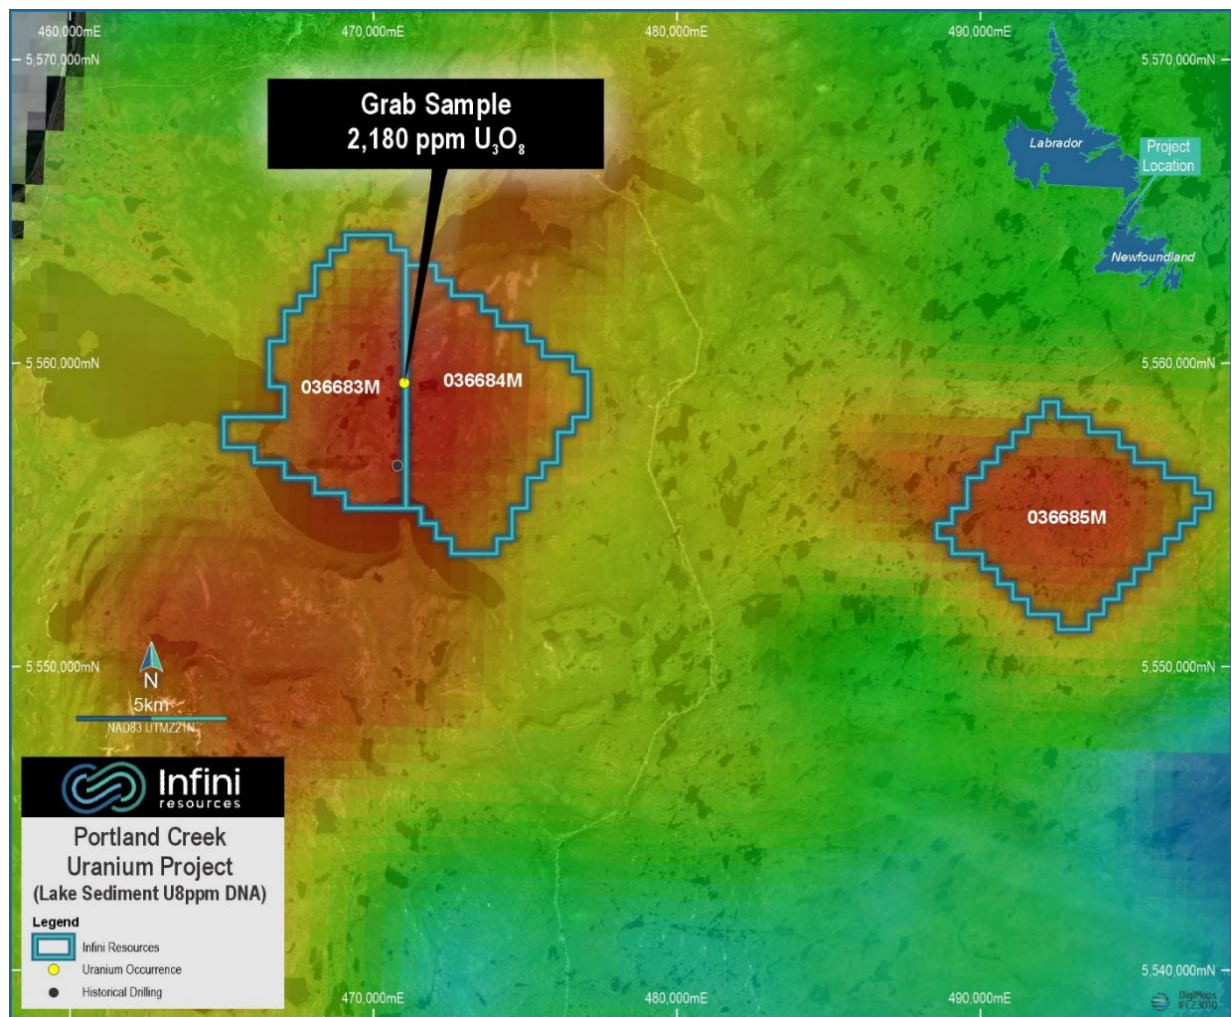 460,000mE
470,000mE
480,000mE
490,000mE
5,570,000mN
5,570,000mN
Grab Sample
2,180 ppm U₃O₈
Labrador
Project
Location
Newfoundland
5,560,000mN
5,560,000mN
036683M
036684M
036685M
5,550,000mN
5,550,000mN
N
5km
NAD83 UTMZ21N
Infini
resources
Portland Creek
Uranium Project
(Lake Sediment U8ppm DNA)
Legend
Infini Resources
Uranium Occurrence
Historical Drilling
5,540,000mN
470,000mE
480,000mE
490,000mE
DigiMaps
IFLZ3010